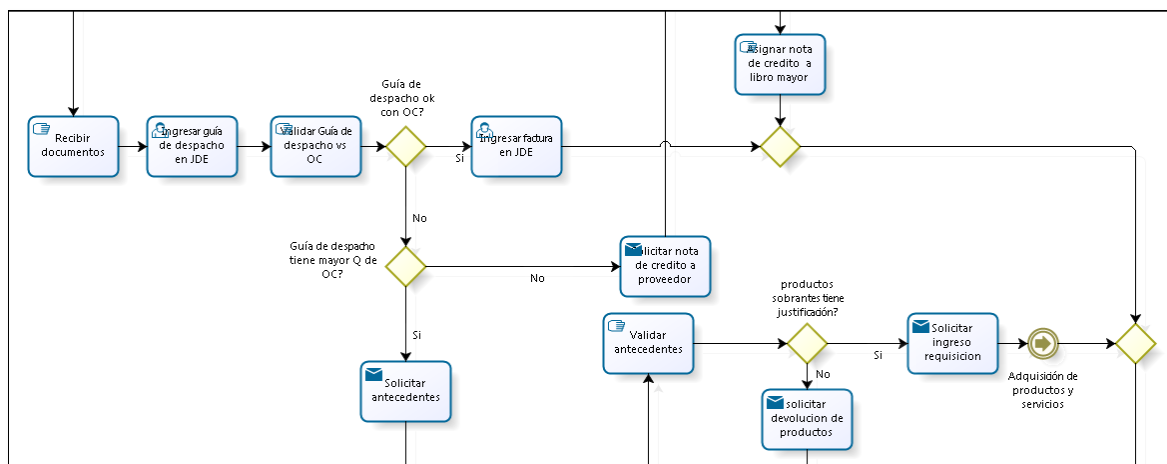 Asignar nota
de credito a
libro mayor
Guía de
despacho ok
con OC?
Recibir
documentos
Ingresar guía
de despacho
en JDE
Validar Guía de
despacho vs
OC
Si
Ingresar factura
en JDE
No
Guía de despacho
tiene mayor Q de
OC?
No
Solicitar nota
de credito a
proveedor
productos
sobrantes tiene
justificación?
Si
Validar
antecedentes
Si
Solicitar
ingreso
requisicion
Adquisición de
productos y
servicios
No
Solicitar
antecedentes
solicitar
devolucion de
productos